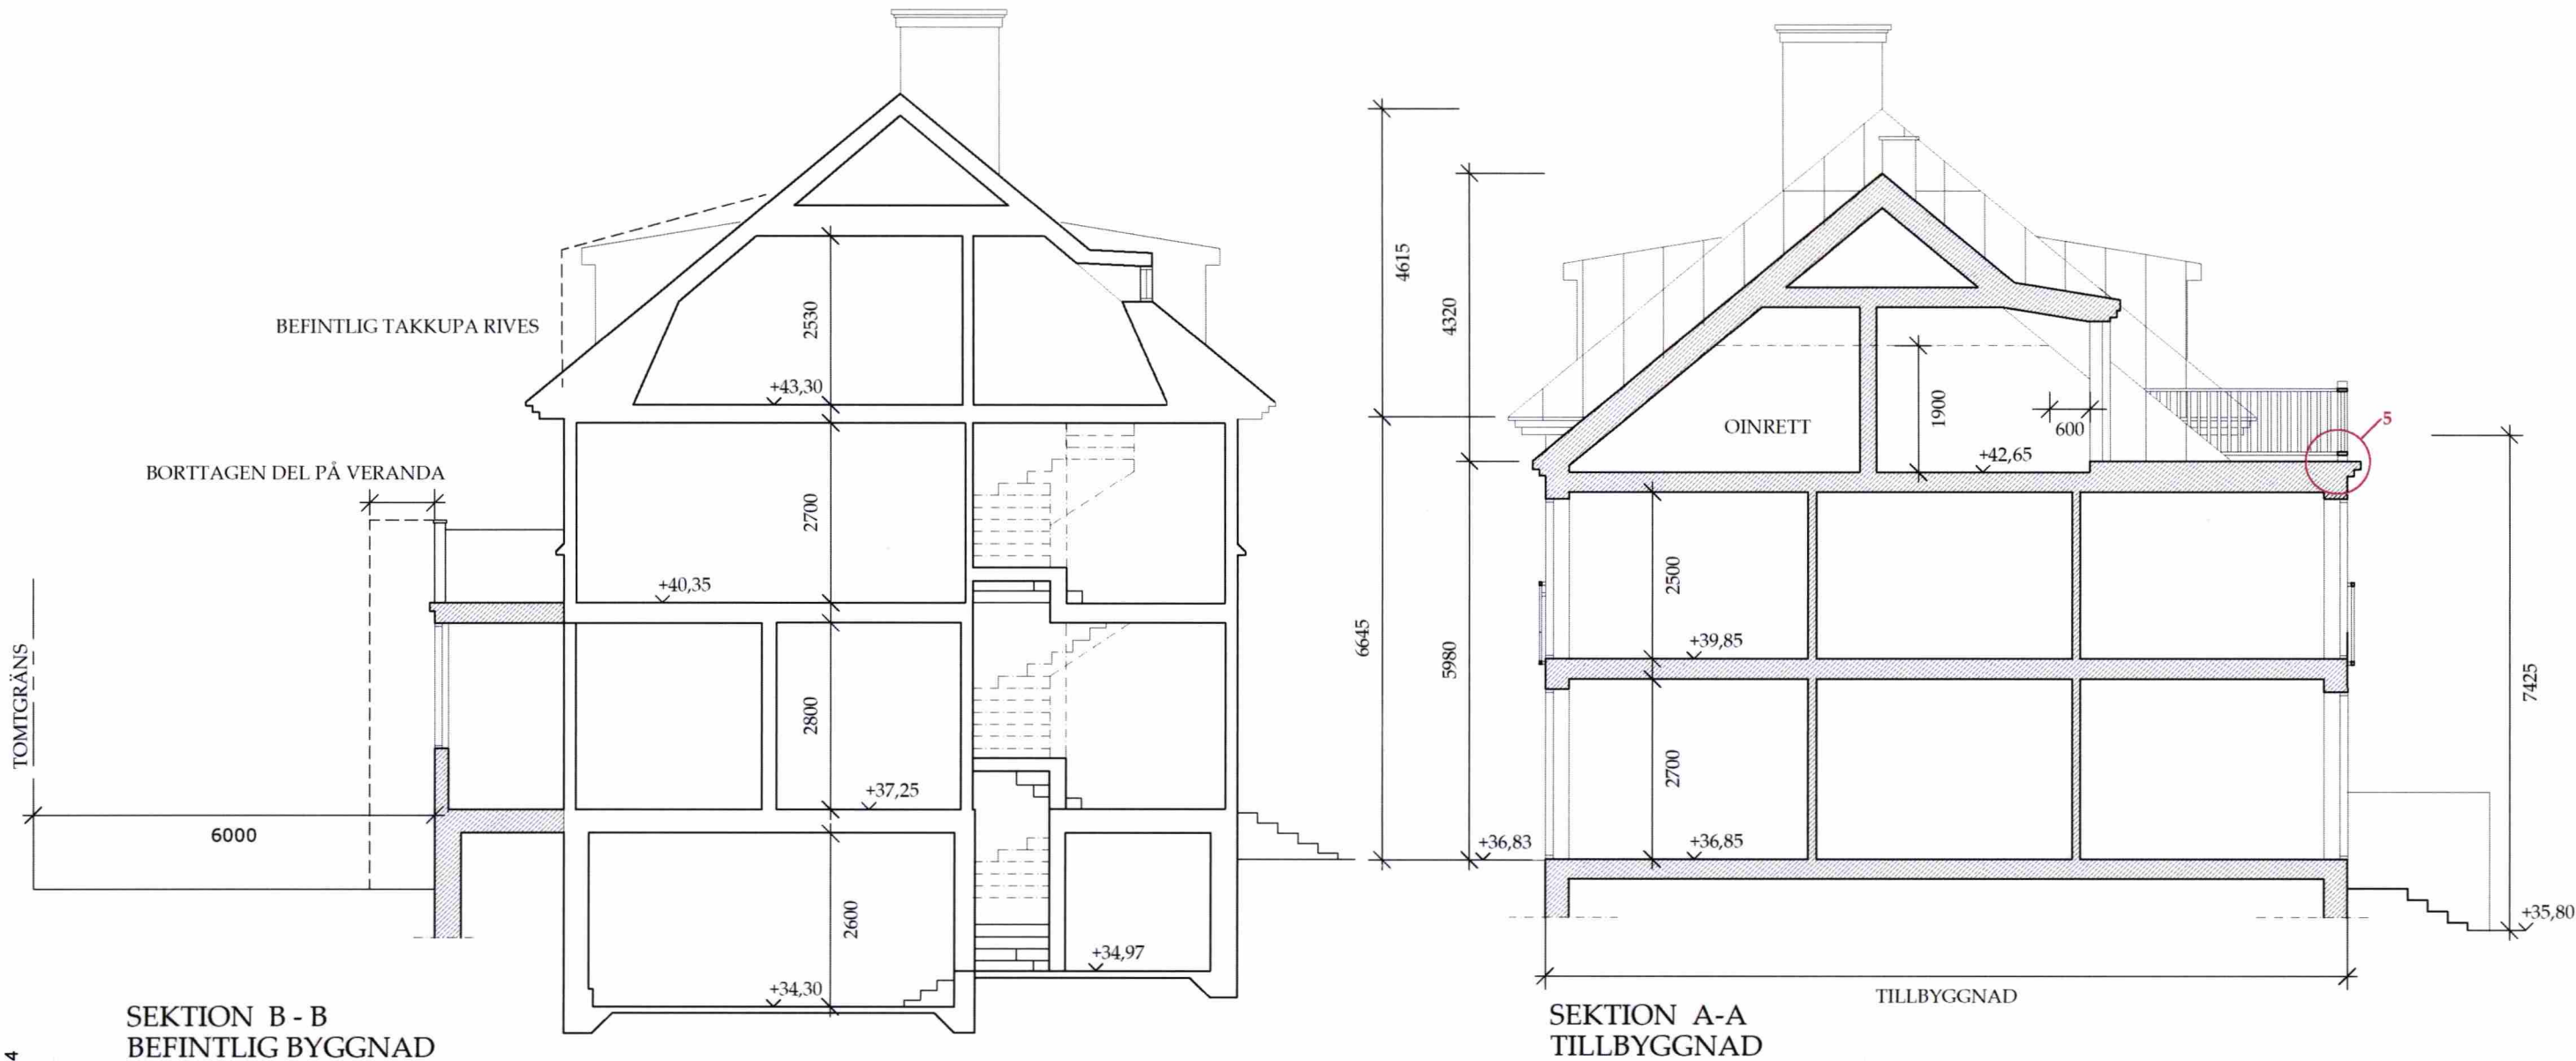 BEFINTLIG TAKKUPA RIVES
2530
+43,30
BORTTAGEN DEL PÅ VERANDA
2700
+40,35
TOMTGRÄNS
2800
+37,25
6000
2600
+34,97
+34,30
SEKTION B - B
BEFINTLIG BYGGNAD
4
4615
4320
6645
5980
+36,83
OINRETT
1900
600
+42,65
5
2500
+39,85
7425
2700
+36,85
+35,80
TILLBYGGNAD
SEKTION A-A
TILLBYGGNAD